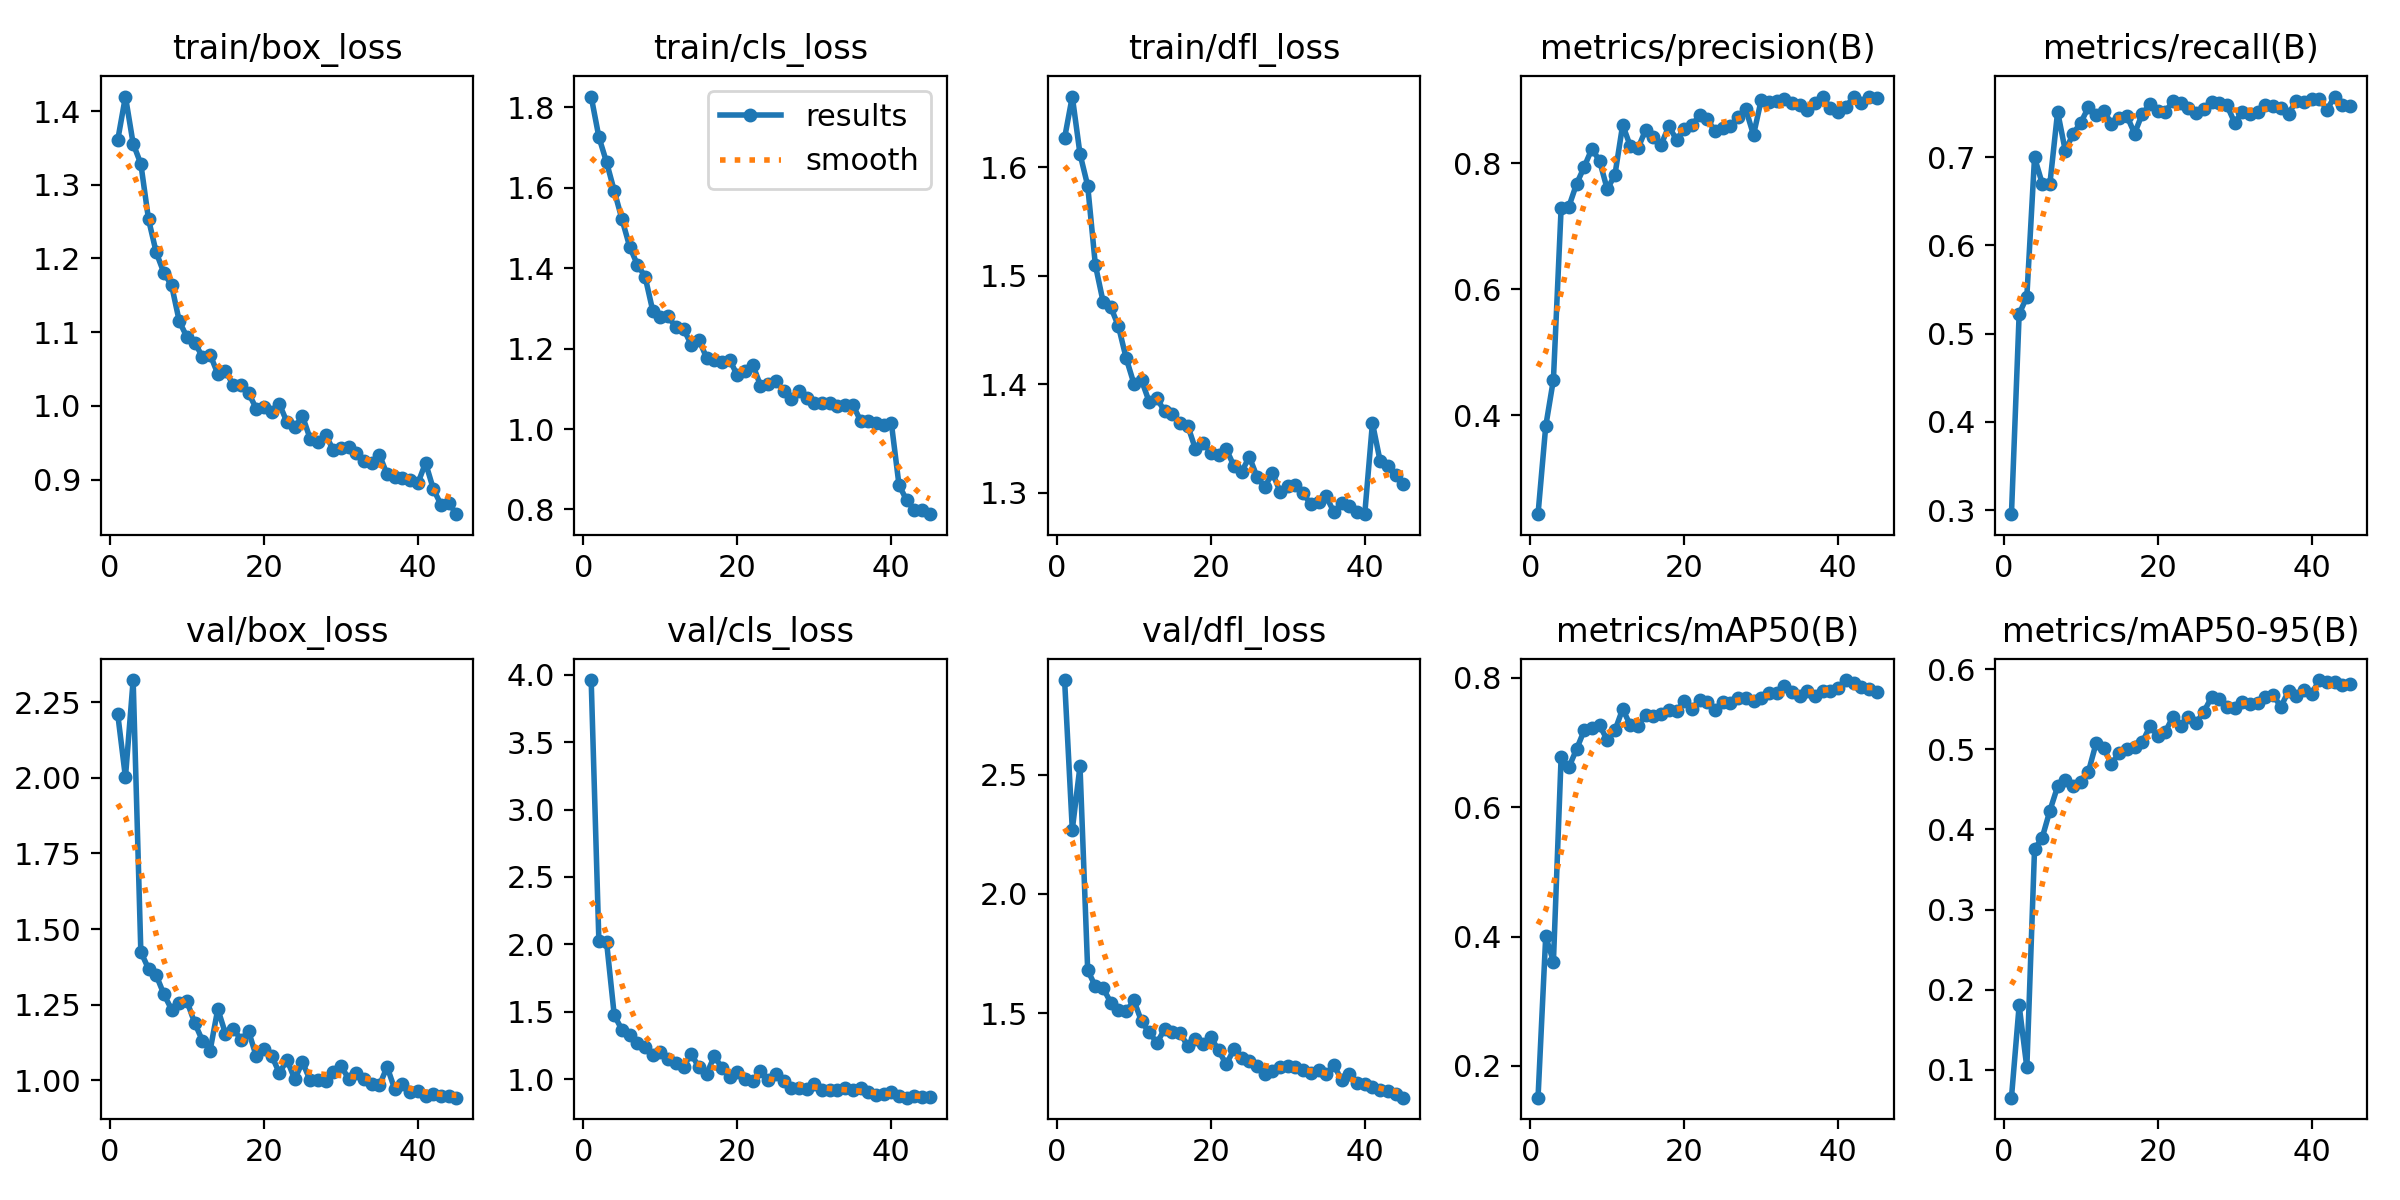 train/box_loss
train/cls_loss
train/dfl_loss
metrics/precision(B)
metrics/recall(B)
1.4
1.3
1.2
1.1
1.0
0.9
0 20 40
1.8
1.6
1.4
1.2
1.0
0.8
0 20 40
results
smooth
1.6
1.5
1.4
1.3
0 20 40
0.8
0.6
0.4
0 20 40
0.7
0.6
0.5
0.4
0.3
0 20 40
val/box_loss
val/cls_loss
val/dfl_loss
metrics/mAP50(B)
metrics/mAP50-95(B)
2.25
2.00
1.75
1.50
1.25
1.00
0 20 40
4.0
3.5
3.0
2.5
2.0
1.5
1.0
0 20 40
2.5
2.0
1.5
0 20 40
0.8
0.6
0.4
0.2
0 20 40
0.6
0.5
0.4
0.3
0.2
0.1
0 20 40